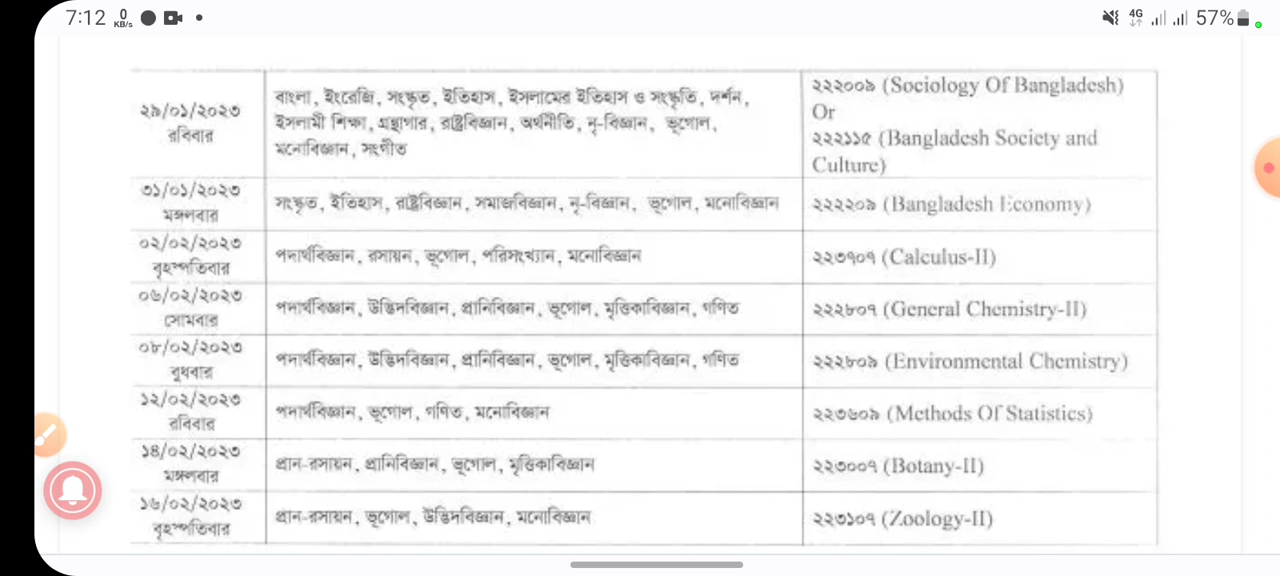 7:12 0 KB/s 4G 57%
২৯/০১/২০২৩
রবিবার
বাংলা, ইংরেজি, সংস্কৃত, ইতিহাস, ইসলামের ইতিহাস ও সংস্কৃতি, দর্শন,
ইসলামী শিক্ষা, গ্রন্থাগার, রাষ্ট্রবিজ্ঞান, অর্থনীতি, নৃ-বিজ্ঞান, ভূগোল,
মনোবিজ্ঞান, সংগীত
২২২০০৯ (Sociology Of Bangladesh)
Or
২২২১১৫ (Bangladesh Society and
Culture)
৩১/০১/২০২৩
মঙ্গলবার
সংস্কৃত, ইতিহাস, রাষ্ট্রবিজ্ঞান, সমাজবিজ্ঞান, নৃ-বিজ্ঞান, ভূগোল, মনোবিজ্ঞান
২২২২০৯ (Bangladesh Economy)
০২/০২/২০২৩
বৃহস্পতিবার
পদার্থবিজ্ঞান, রসায়ন, ভূগোল, পরিসংখ্যান, মনোবিজ্ঞান
২২৩৭০৭ (Calculus-II)
০৬/০২/২০২৩
সোমবার
পদার্থবিজ্ঞান, উদ্ভিদবিজ্ঞান, প্রানিবিজ্ঞান, ভূগোল, মৃত্তিকাবিজ্ঞান, গণিত
২২২৮০৭ (General Chemistry-II)
০৮/০২/২০২৩
বুধবার
পদার্থবিজ্ঞান, উদ্ভিদবিজ্ঞান, প্রানিবিজ্ঞান, ভূগোল, মৃত্তিকাবিজ্ঞান, গণিত
২২২৮০৯ (Environmental Chemistry)
১২/০২/২০২৩
রবিবার
পদার্থবিজ্ঞান, ভূগোল, গণিত, মনোবিজ্ঞান
২২৩৬০৯ (Methods Of Statistics)
১৪/০২/২০২৩
মঙ্গলবার
প্রান-রসায়ন, প্রানিবিজ্ঞান, ভূগোল, মৃত্তিকাবিজ্ঞান
২২৩০০৭ (Botany-II)
১৬/০২/২০২৩
বৃহস্পতিবার
প্রান-রসায়ন, ভূগোল, উদ্ভিদবিজ্ঞান, মনোবিজ্ঞান
২২৩১০৭ (Zoology-II)